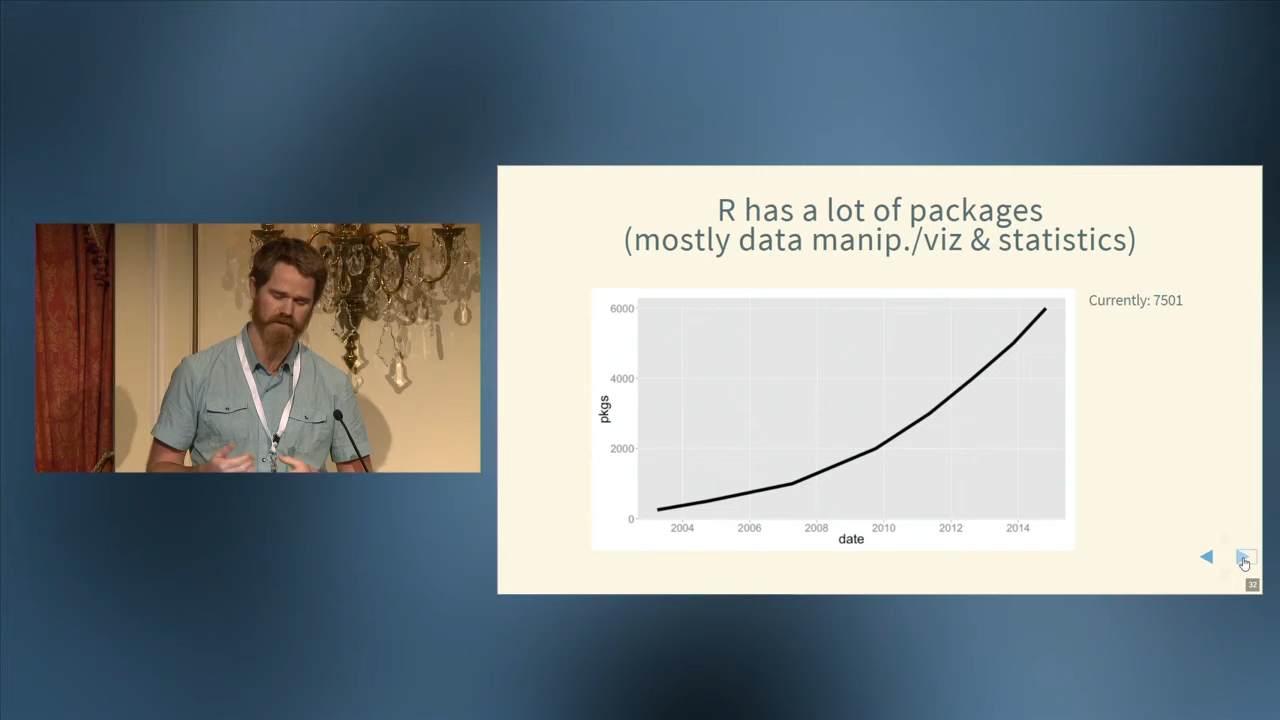 R has a lot of packages
(mostly data manip./viz & statistics)
Currently: 7501
6000
4000
2000
0
pkgs
2004 2006 2008 2010 2012 2014
date
32